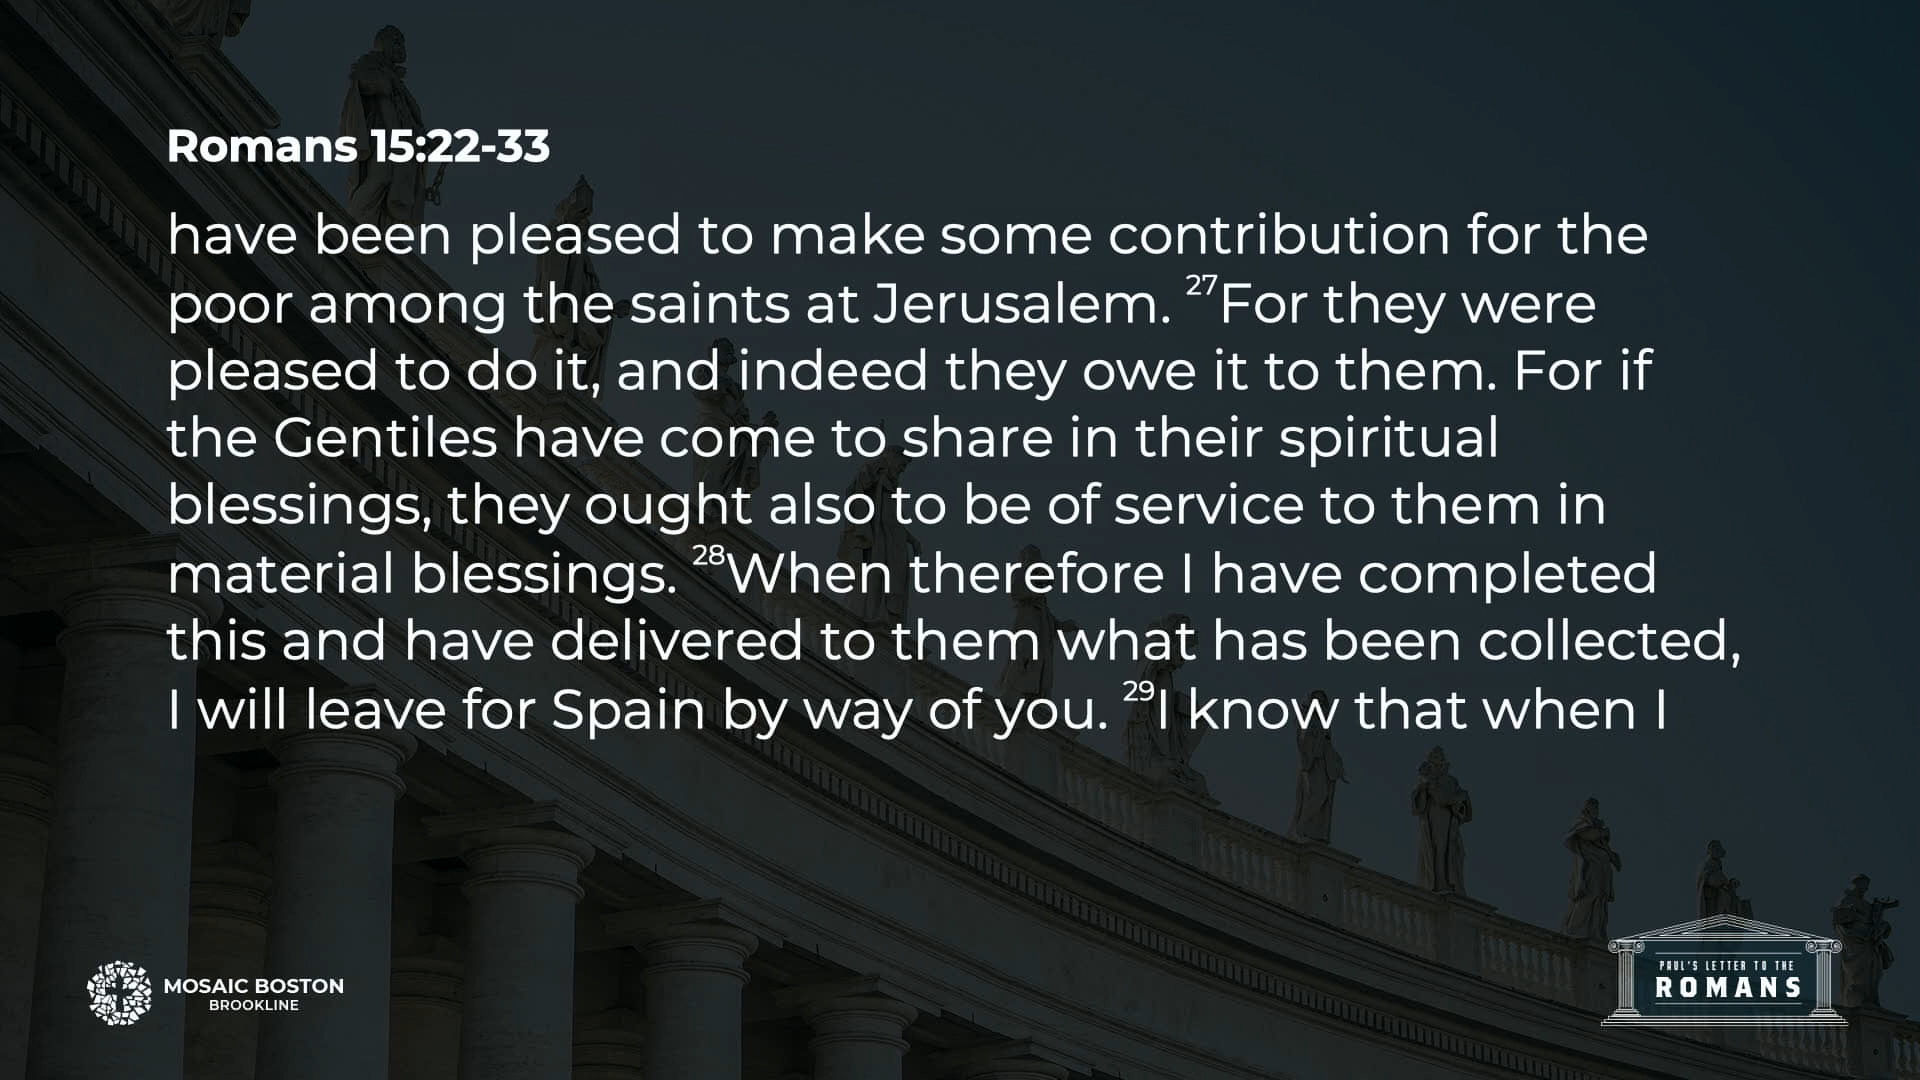 Romans 15:22-33
have been pleased to make some contribution for the
poor among the saints at Jerusalem. 27For they were
pleased to do it, and indeed they owe it to them. For if
the Gentiles have come to share in their spiritual
blessings, they ought also to be of service to them in
material blessings. 28When therefore I have completed
this and have delivered to them what has been collected,
I will leave for Spain by way of you. 29I know that when I
MOSAIC BOSTON
BROOKLINE
PAUL'S LETTER TO THE
ROMANS